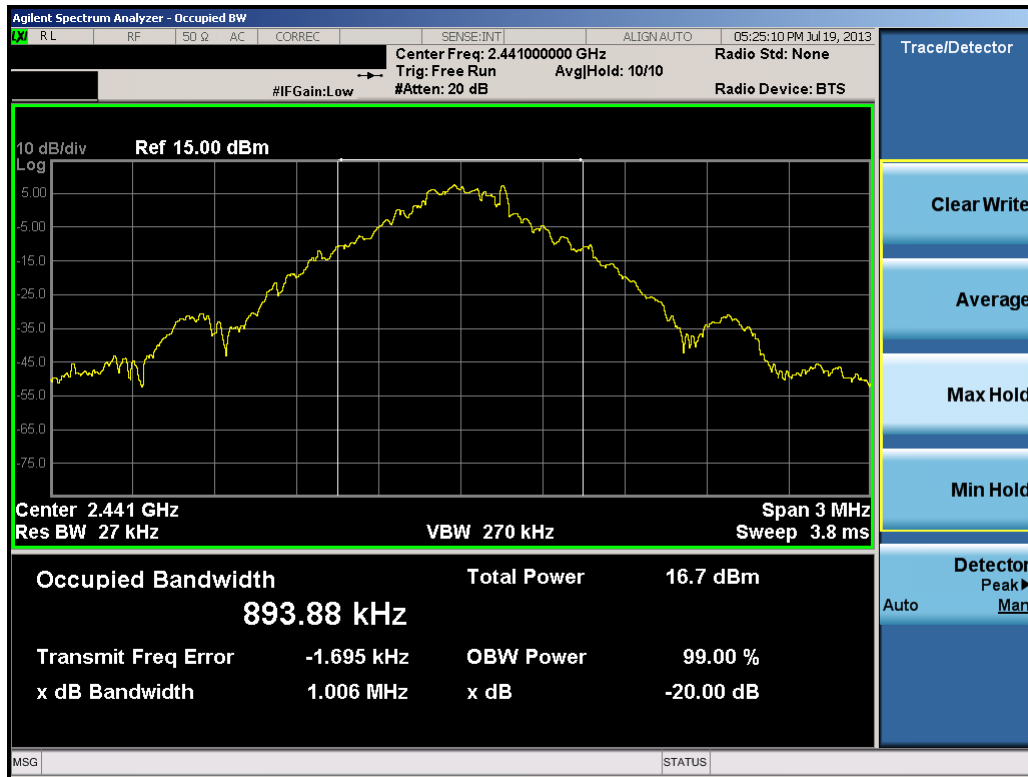 Agilent Spectrum Analyzer - Occupied BW
LXI RL RF 50 Ω AC CORREC SENSE:INT ALIGN AUTO 05:25:10 PM Jul 19, 2013
Center Freq: 2.441000000 GHz Radio Std: None
Trig: Free Run Avg|Hold: 10/10
#IFGain:Low #Atten: 20 dB Radio Device: BTS
Trace/Detector
10 dB/div Ref 15.00 dBm
Log
5.00
-5.00
-15.0
-25.0
-35.0
-45.0
-55.0
-65.0
-75.0
Center 2.441 GHz Span 3 MHz
Res BW 27 kHz VBW 270 kHz Sweep 3.8 ms
Clear Write
Average
Max Hold
Min Hold
Detector
Peak▶
Auto Man
Occupied Bandwidth Total Power 16.7 dBm
893.88 kHz
Transmit Freq Error -1.695 kHz OBW Power 99.00 %
x dB Bandwidth 1.006 MHz x dB -20.00 dB
MSG STATUS